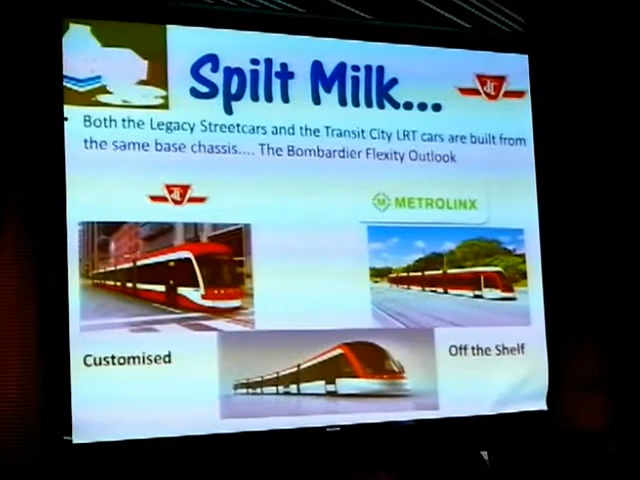 Spilt Milk...
• Both the Legacy Streetcars and the Transit City LRT cars are built from
the same base chassis.... The Bombardier Flexity Outlook
METROLINX
Customised
Off the Shelf